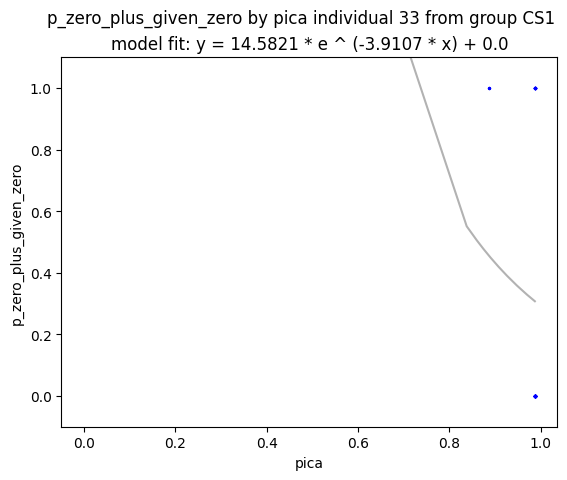 p_zero_plus_given_zero by pica individual 33 from group CS1
model fit: y = 14.5821 * e ^ (-3.9107 * x) + 0.0
1.0
0.8
0.6
0.4
0.2
0.0
p_zero_plus_given_zero
0.0 0.2 0.4 0.6 0.8 1.0
pica